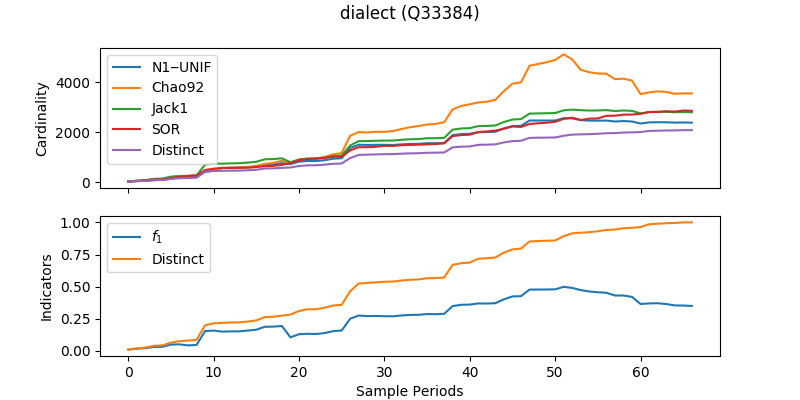 dialect (Q33384)
Cardinality
4000
2000
0
N1−UNIF
Chao92
Jack1
SOR
Distinct
Indicators
1.00
0.75
0.50
0.25
0.00
f1
Distinct
0 10 20 30 40 50 60
Sample Periods